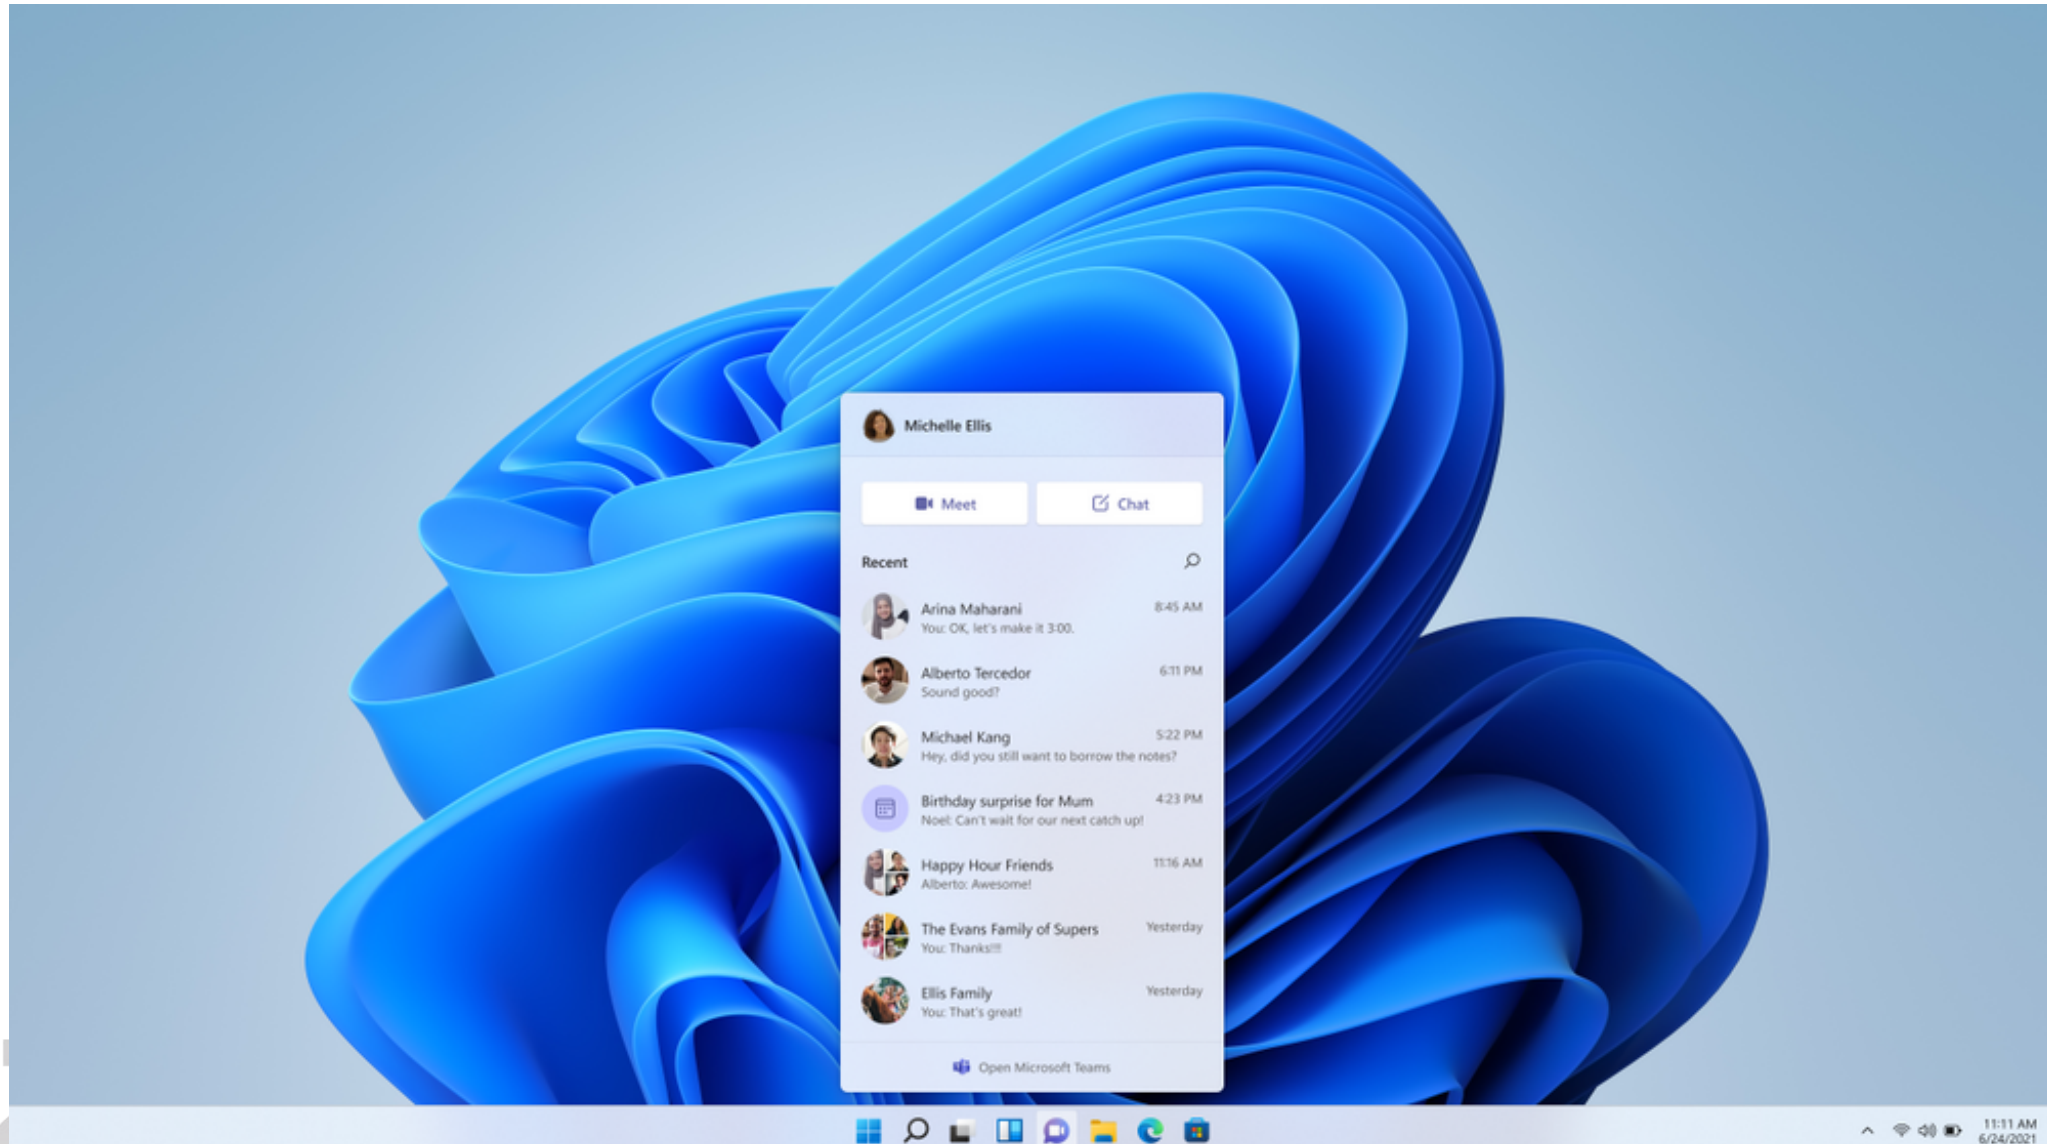 Michelle Ellis
Meet
Chat
Recent
Arina Maharani
8:45 AM
You: OK, let's make it 3:00.
Alberto Tercedor
6:11 PM
Sound good?
Michael Kang
5:22 PM
Hey, did you still want to borrow the notes?
Birthday surprise for Mum
4:23 PM
Noel: Can't wait for our next catch up!
Happy Hour Friends
11:16 AM
Alberto: Awesome!
The Evans Family of Supers
Yesterday
You: Thanks!!!
Ellis Family
Yesterday
You: That's great!
Open Microsoft Teams
11:11 AM
6/24/2021